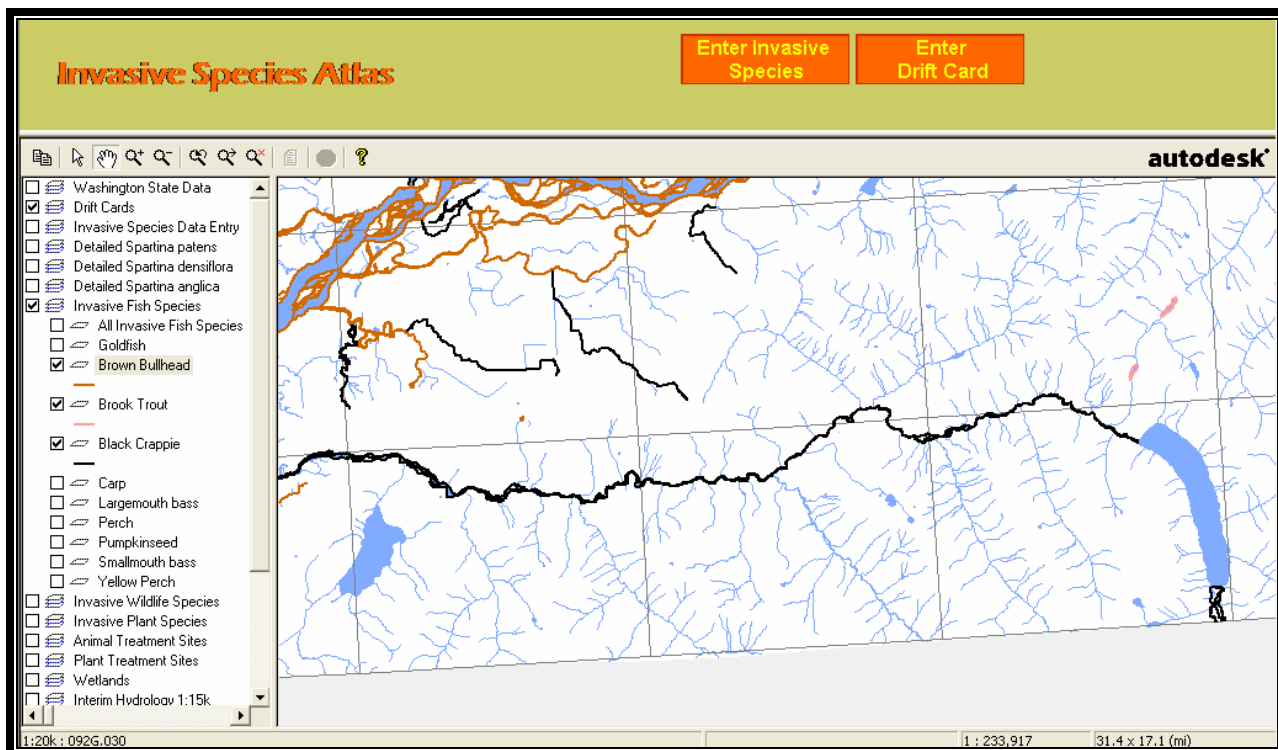 Invasive Species Atlas
Enter Invasive
Species
Enter
Drift Card
autodesk
Washington State Data
Drift Cards
Invasive Species Data Entry
Detailed Spartina patens
Detailed Spartina densiflora
Detailed Spartina anglica
Invasive Fish Species
All Invasive Fish Species
Goldfish
Brown Bullhead
Brook Trout
Black Crappie
Carp
Largemouth bass
Perch
Pumpkinseed
Smallmouth bass
Yellow Perch
Invasive Wildlife Species
Invasive Plant Species
Animal Treatment Sites
Plant Treatment Sites
Wetlands
Interim Hydrology 1:15k
1:20k : 092G.030
1 : 233,917
31.4 x 17.1 (mi)